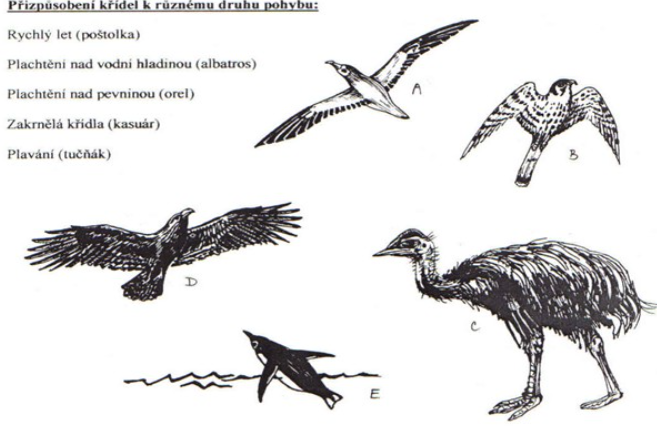 Přizpůsobení křídel k různému druhu pohybu:
Rychlý let (poštolka)
Plachtění nad vodní hladinou (albatros)
Plachtění nad pevninou (orel)
Zakrnělá křídla (kasuár)
Plavání (tučňák)
A
B
D
C
E